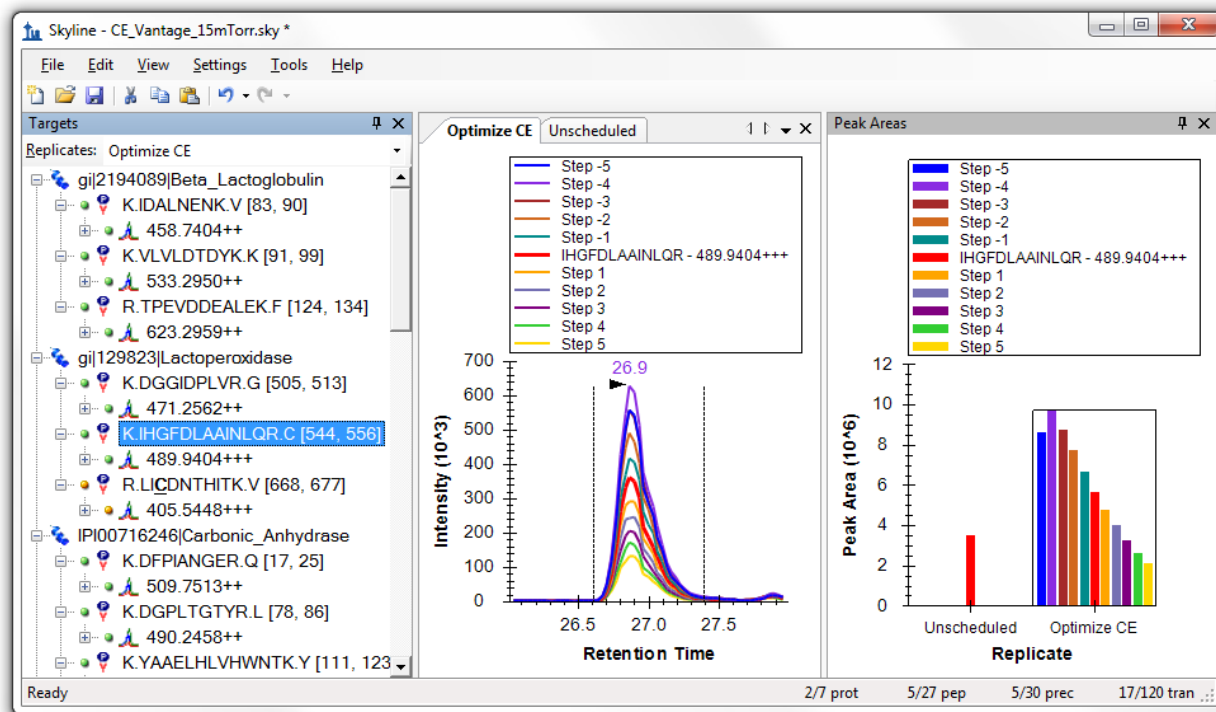 Skyline - CE_Vantage_15mTorr.sky *
File Edit View Settings Tools Help
Targets
Replicates: Optimize CE
gi|2194089|Beta_Lactoglobulin
K.IDALNENK.V [83, 90]
458.7404++
K.VLVLDTDYK.K [91, 99]
533.2950++
R.TPEVDDEALEK.F [124, 134]
623.2959++
gi|129823|Lactoperoxidase
K.DGGIDPLVR.G [505, 513]
471.2562++
K.IHGFDLAAINLQR.C [544, 556]
489.9404+++
R.LICDNTHITK.V [668, 677]
405.5448+++
IPI00716246|Carbonic_Anhydrase
K.DFPIANGER.Q [17, 25]
509.7513++
K.DGPLTGTYR.L [78, 86]
490.2458++
K.YAAELHLVHWNTK.Y [111, 123
Optimize CE Unscheduled
Step -5
Step -4
Step -3
Step -2
Step -1
IHGFDLAAINLQR - 489.9404+++
Step 1
Step 2
Step 3
Step 4
Step 5
26.9
Intensity (10^3)
700
600
500
400
300
200
100
0
26.5 27.0 27.5
Retention Time
Peak Areas
Step -5
Step -4
Step -3
Step -2
Step -1
IHGFDLAAINLQR - 489.9404+++
Step 1
Step 2
Step 3
Step 4
Step 5
Peak Area (10^6)
12
10
8
6
4
2
0
Unscheduled Optimize CE
Replicate
Ready 2/7 prot 5/27 pep 5/30 prec 17/120 tran